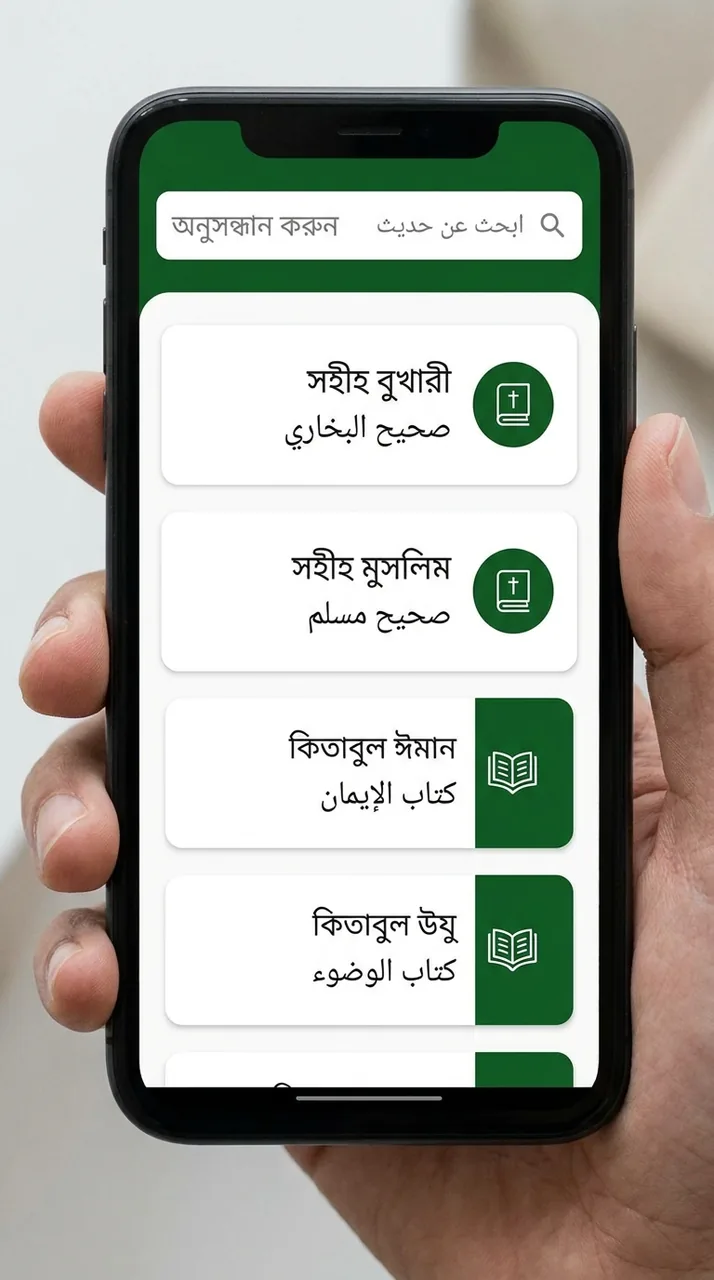 অনুসন্ধান করুন ابحث عن حديث
সহীহ বুখারী
صحيح البخاري
সহীহ মুসলিম
صحيح مسلم
কিতাবুল ঈমান
كتاب الإيمان
কিতাবুল উযু
كتاب الوضوء